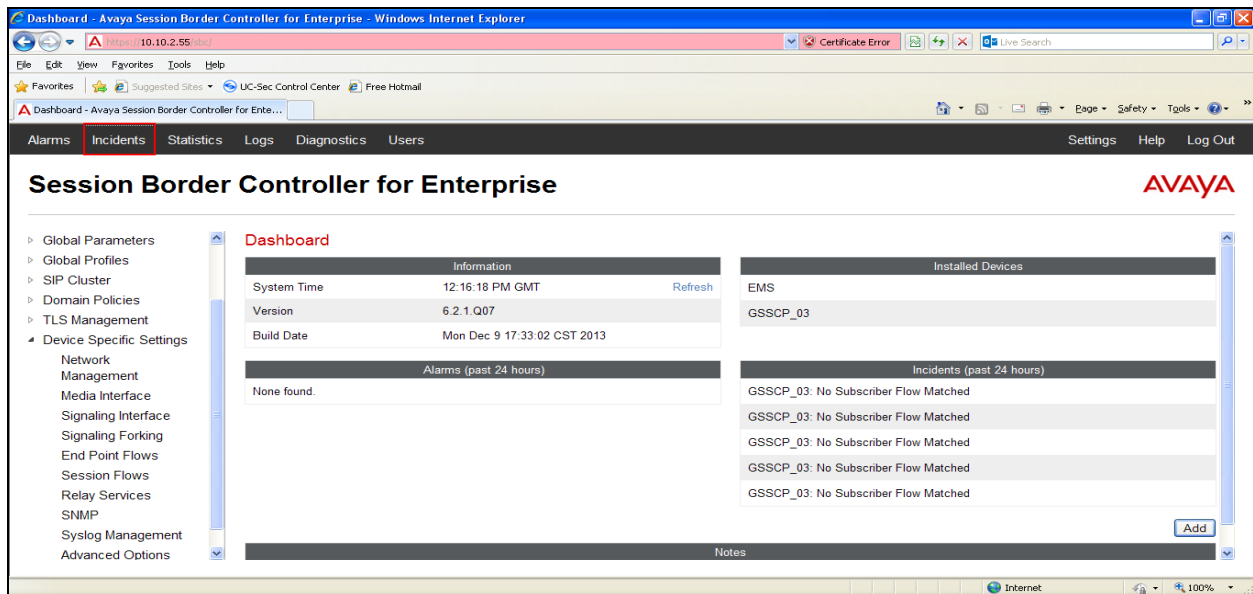 Dashboard - Avaya Session Border Controller for Enterprise - Windows Internet Explorer
https://10.10.2.55/sbc/
Certificate Error
Live Search
File Edit View Favorites Tools Help
Favorites Suggested Sites UC-Sec Control Center Free Hotmail
Dashboard - Avaya Session Border Controller for Ente...
Page Safety Tools
Alarms Incidents Statistics Logs Diagnostics Users Settings Help Log Out
Session Border Controller for Enterprise
AVAYA
Global Parameters
Global Profiles
SIP Cluster
Domain Policies
TLS Management
Device Specific Settings
Network
Management
Media Interface
Signaling Interface
Signaling Forking
End Point Flows
Session Flows
Relay Services
SNMP
Syslog Management
Advanced Options
Dashboard
Information
System Time 12:16:18 PM GMT Refresh
Version 6.2.1.Q07
Build Date Mon Dec 9 17:33:02 CST 2013
Installed Devices
EMS
GSSCP_03
Alarms (past 24 hours)
None found.
Incidents (past 24 hours)
GSSCP_03: No Subscriber Flow Matched
GSSCP_03: No Subscriber Flow Matched
GSSCP_03: No Subscriber Flow Matched
GSSCP_03: No Subscriber Flow Matched
GSSCP_03: No Subscriber Flow Matched
Add
Notes
Internet
100%